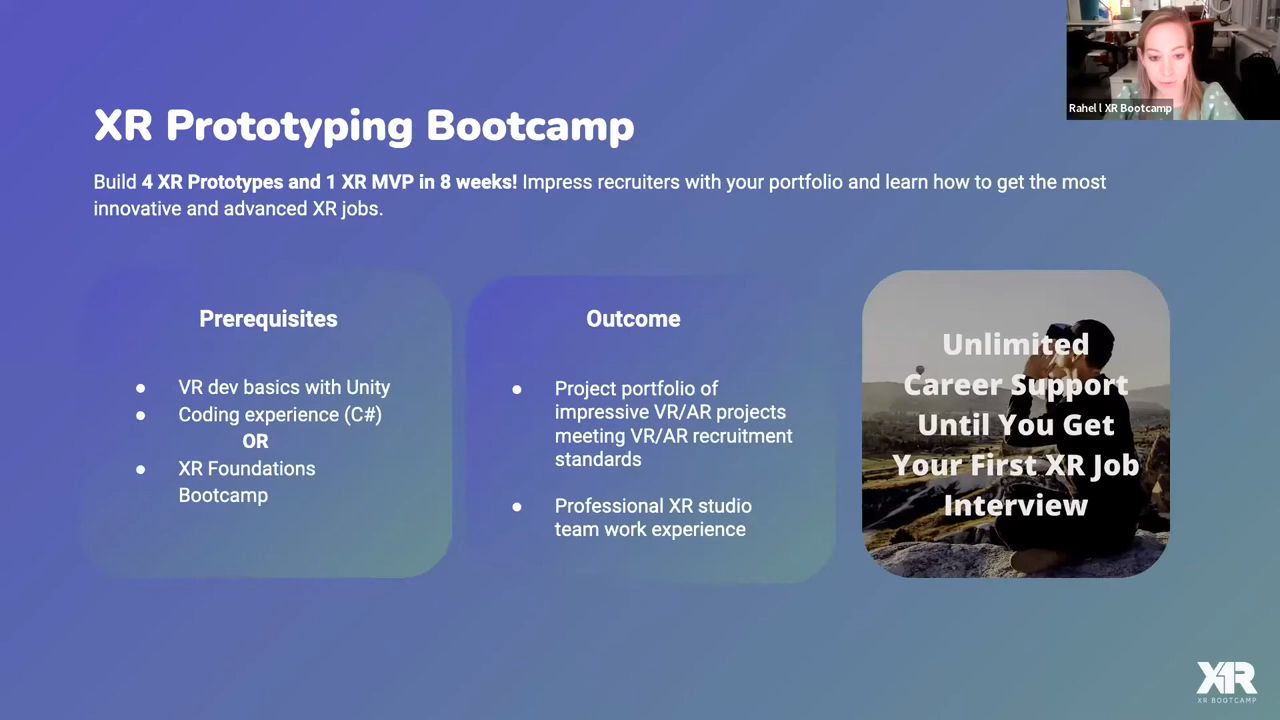 Rahel l XR Bootcamp
XR Prototyping Bootcamp
Build 4 XR Prototypes and 1 XR MVP in 8 weeks! Impress recruiters with your portfolio and learn how to get the most
innovative and advanced XR jobs.
Prerequisites
● VR dev basics with Unity
● Coding experience (C#)
OR
● XR Foundations
Bootcamp
Outcome
● Project portfolio of
impressive VR/AR projects
meeting VR/AR recruitment
standards
● Professional XR studio
team work experience
Unlimited
Career Support
Until You Get
Your First XR Job
Interview
XR
XR BOOTCAMP